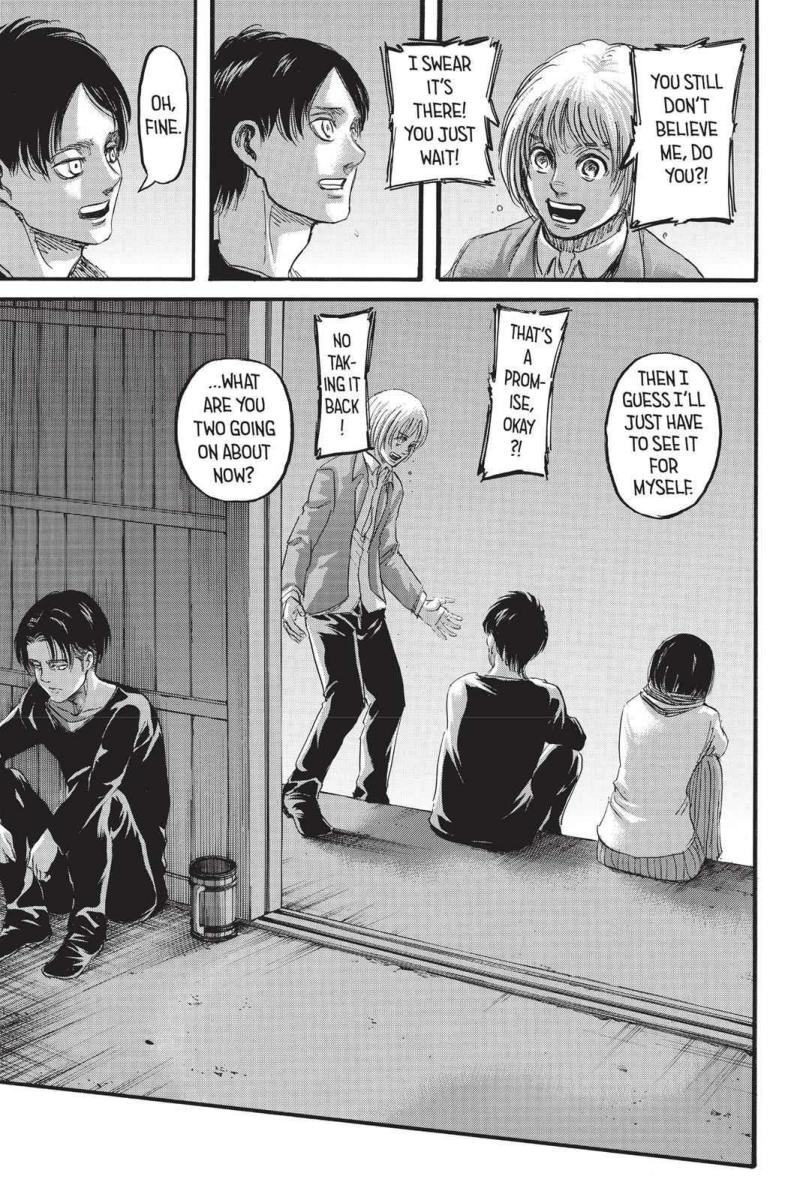 YOU STILL
DON'T
BELIEVE
ME, DO
YOU?!
I SWEAR
IT'S
THERE!
YOU JUST
WAIT!
OH,
FINE.
THEN I
GUESS I'LL
JUST HAVE
TO SEE IT
FOR
MYSELF.
THAT'S
A
PROM-
ISE,
OKAY
?!
NO
TAK-
ING IT
BACK
!
...WHAT
ARE YOU
TWO GOING
ON ABOUT
NOW?